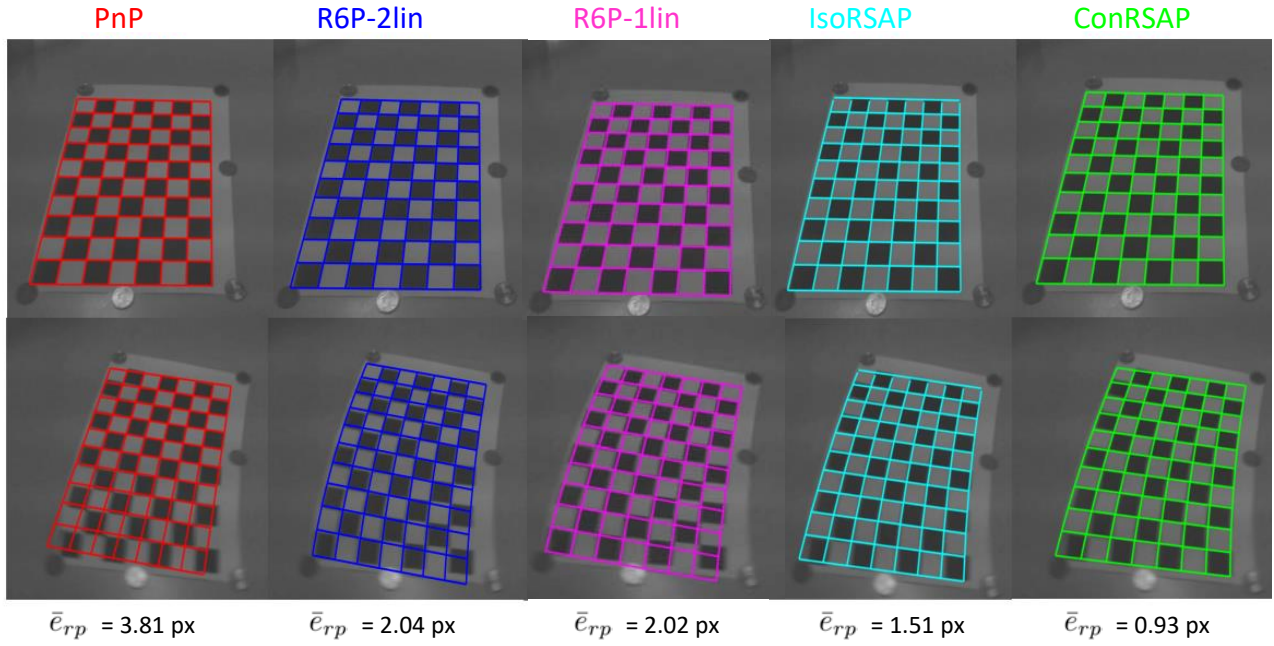 PnP R6P-2lin R6P-1lin IsoRSAP ConRSAP
ē_rp = 3.81 px ē_rp = 2.04 px ē_rp = 2.02 px ē_rp = 1.51 px ē_rp = 0.93 px